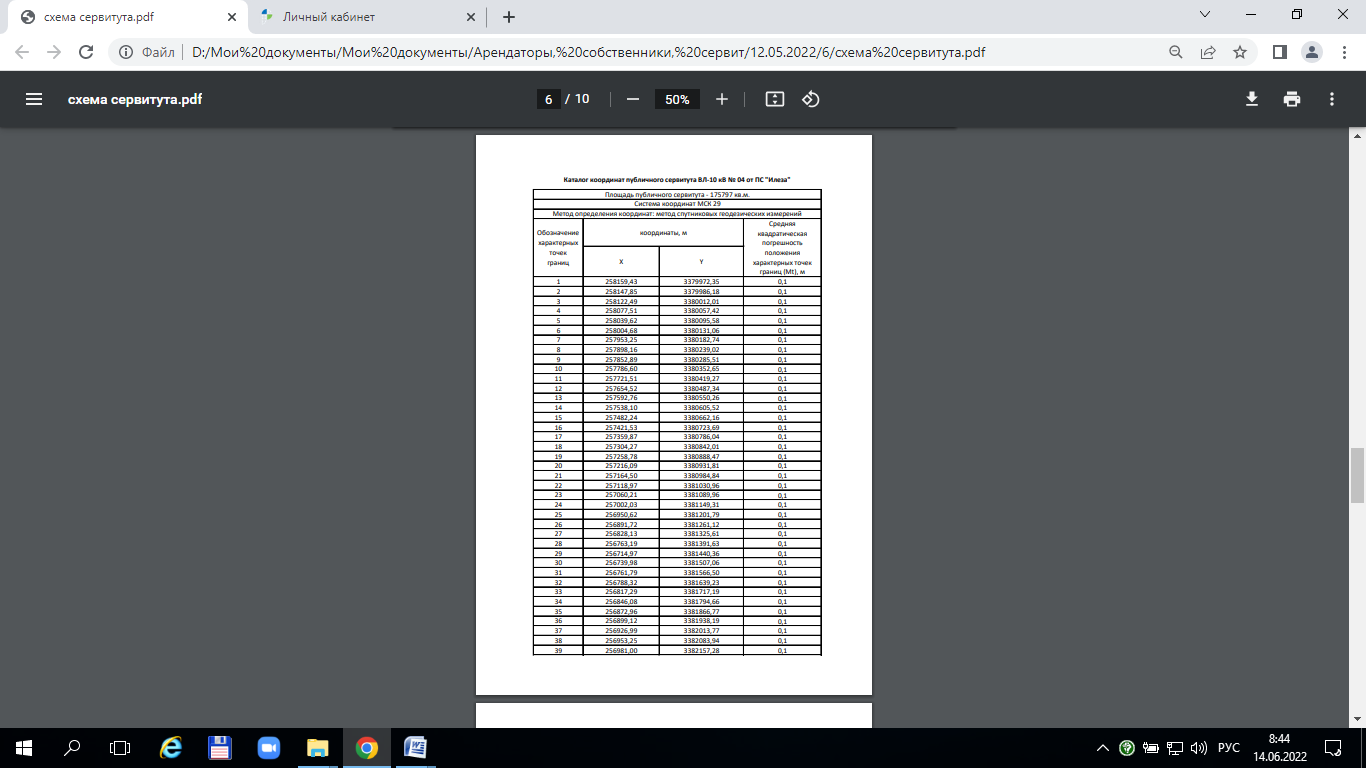 схема сервитута.pdf
Личный кабинет
Файл D:/Мои%20документы/Мои%20документы/Арендаторы,%20собственники,%20сервит/12.05.2022/6/схема%20сервитута.pdf
схема сервитута.pdf
6 / 10
50%
Каталог координат публичного сервитута ВЛ-10 кВ № 04 от ПС "Илеза"
Площадь публичного сервитута - 175797 кв.м.
Система координат МСК 29
Метод определения координат: метод спутниковых геодезических измерений
Обозначение
характерных
точек
границ
координаты, м
X Y
Средняя
квадратическая
погрешность
положения
характерных точек
границ (Mt), м
1 258159,43 3379972,35 0,1
2 258147,85 3379986,18 0,1
3 258122,49 3380012,01 0,1
4 258077,51 3380057,42 0,1
5 258039,62 3380095,58 0,1
6 258004,68 3380131,06 0,1
7 257953,25 3380182,74 0,1
8 257898,16 3380239,02 0,1
9 257852,89 3380285,51 0,1
10 257786,60 3380352,65 0,1
11 257721,51 3380419,27 0,1
12 257654,52 3380487,34 0,1
13 257592,76 3380550,26 0,1
14 257538,10 3380605,52 0,1
15 257482,24 3380662,16 0,1
16 257421,53 3380723,69 0,1
17 257359,87 3380786,04 0,1
18 257304,27 3380842,01 0,1
19 257258,78 3380888,47 0,1
20 257216,09 3380931,81 0,1
21 257164,50 3380984,84 0,1
22 257118,97 3381030,96 0,1
23 257060,21 3381089,96 0,1
24 257002,03 3381149,31 0,1
25 256950,62 3381201,79 0,1
26 256891,72 3381261,12 0,1
27 256828,13 3381325,61 0,1
28 256763,19 3381391,63 0,1
29 256714,97 3381440,36 0,1
30 256739,98 3381507,06 0,1
31 256761,79 3381566,50 0,1
32 256788,32 3381639,23 0,1
33 256817,29 3381717,19 0,1
34 256846,08 3381794,66 0,1
35 256872,96 3381866,77 0,1
36 256899,12 3381938,19 0,1
37 256926,99 3382013,77 0,1
38 256953,25 3382083,94 0,1
39 256981,00 3382157,28 0,1
РУС
8:44
14.06.2022